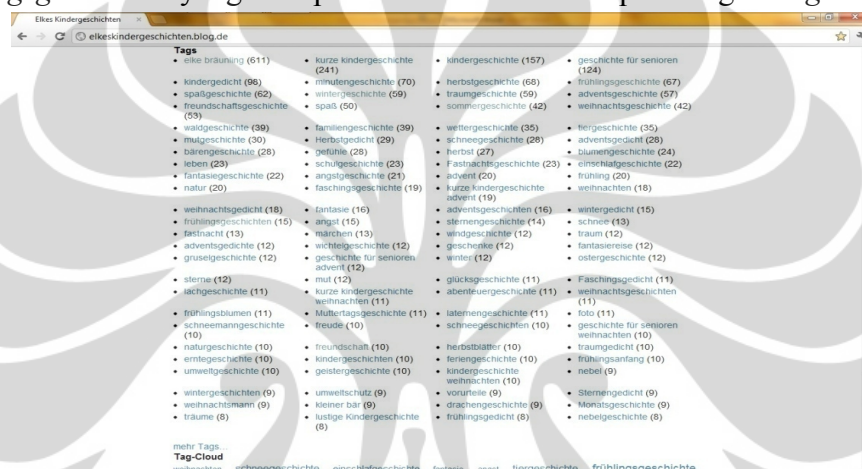 Elkes Kindergeschichten
elkeskindergeschichten.blog.de
Tags
elke bräunling (611)
kurze kindergeschichte (241)
kindergeschichte (157)
geschichte für senioren (124)
kindergedicht (98)
minutengeschichte (70)
herbstgeschichte (68)
frühlingsgeschichte (67)
spaßgeschichte (62)
wintergeschichte (59)
traumgeschichte (59)
adventsgeschichte (57)
freundschaftsgeschichte (53)
spaß (50)
sommergeschichte (42)
weihnachtsgeschichte (42)
waldgeschichte (39)
familiengeschichte (39)
wettergeschichte (35)
tiergeschichte (35)
mutgeschichte (30)
Herbstgedicht (29)
schneegeschichte (28)
adventsgedicht (28)
bärengeschichte (28)
gefühle (28)
herbst (27)
blumengeschichte (24)
leben (23)
schulgeschichte (23)
Fastnachtsgeschichte (23)
einschlafgeschichte (22)
fantasiegeschichte (22)
angstgeschichte (21)
advent (20)
frühling (20)
natur (20)
faschingsgeschichte (19)
kurze kindergeschichte advent (19)
weihnachten (18)
weihnachtsgedicht (18)
fantasie (16)
adventsgeschichten (16)
wintergedicht (15)
frühlingsgeschichten (15)
angst (15)
sternengeschichte (14)
schnee (13)
fastnacht (13)
märchen (13)
windgeschichte (12)
traum (12)
adventsgedichte (12)
wichtelgeschichte (12)
geschenke (12)
fantasiereise (12)
gruselgeschichte (12)
geschichte für senioren advent (12)
winter (12)
ostergeschichte (12)
sterne (12)
mut (12)
glücksgeschichte (11)
Faschingsgedicht (11)
lachgeschichte (11)
kurze kindergeschichte weihnachten (11)
abenteuergeschichte (11)
weihnachtsgeschichten (11)
frühlingsblumen (11)
Muttertagsgeschichte (11)
laternengeschichte (11)
foto (11)
schneemanngeschichte (10)
freude (10)
schneegeschichten (10)
geschichte für senioren weihnachten (10)
naturgeschichte (10)
freundschaft (10)
herbstblätter (10)
traumgedicht (10)
erntegeschichte (10)
kindergeschichten (10)
feriengeschichte (10)
frühlingsanfang (10)
umweltgeschichte (10)
geistergeschichte (10)
kindergeschichte weihnachten (10)
nebel (9)
wintergeschichten (9)
umweltschutz (9)
vorurteile (9)
Sternengedicht (9)
weihnachtsmann (9)
kleiner bär (9)
drachengeschichte (9)
Monatsgeschichte (9)
träume (8)
lustige Kindergeschichte (8)
frühlingsgedicht (8)
nebelgeschichte (8)
mehr Tags...
Tag-Cloud
weihnachten schneegeschichte einschlafgeschichte fantasie angst tiergeschichte frühlingsgeschichte